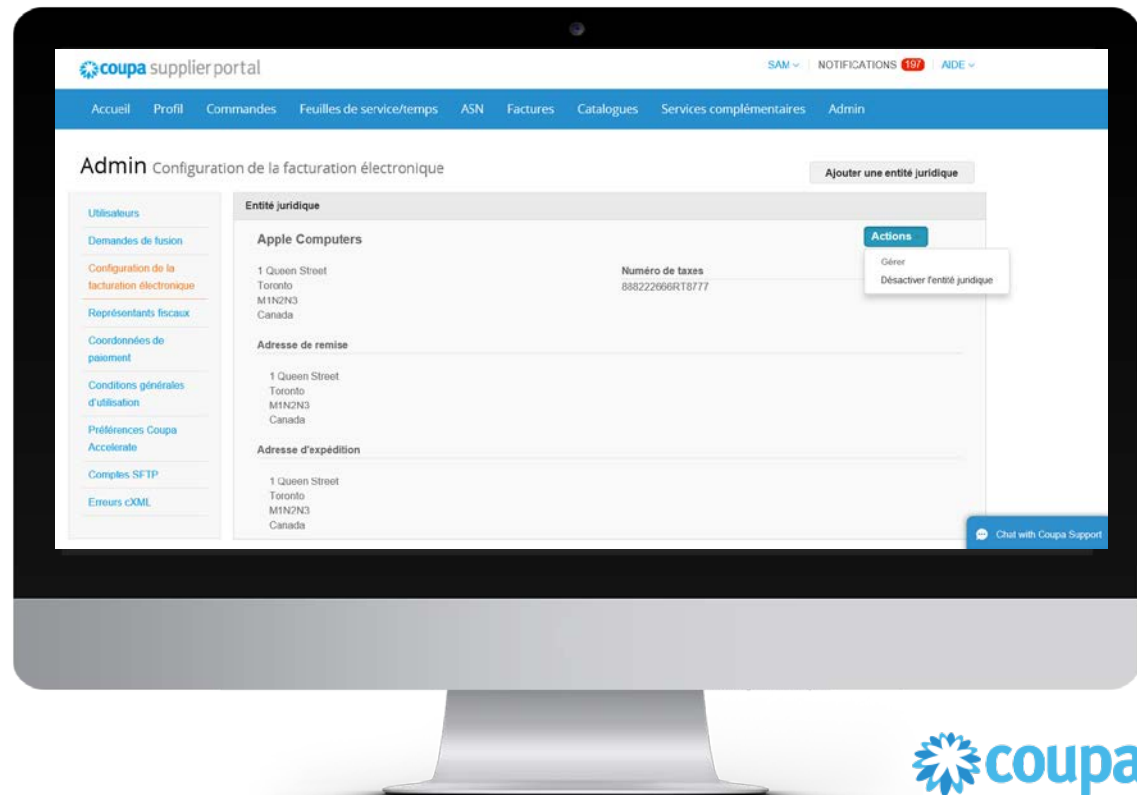 coupa supplier portal
SAM NOTIFICATIONS 197 AIDE
Accueil Profil Commandes Feuilles de service/temps ASN Factures Catalogues Services complémentaires Admin
Admin Configuration de la facturation électronique
Ajouter une entité juridique
Utilisateurs
Demandes de fusion
Configuration de la
facturation électronique
Représentants fiscaux
Coordonnées de
paiement
Conditions générales
d'utilisation
Préférences Coupa
Accelerate
Comptes SFTP
Erreurs cXML
Entité juridique
Apple Computers
1 Queen Street
Toronto
M1N2N3
Canada
Numéro de taxes
888222666RT8777
Actions
Gérer
Désactiver l'entité juridique
Adresse de remise
1 Queen Street
Toronto
M1N2N3
Canada
Adresse d'expédition
1 Queen Street
Toronto
M1N2N3
Canada
Chat with Coupa Support
coupa